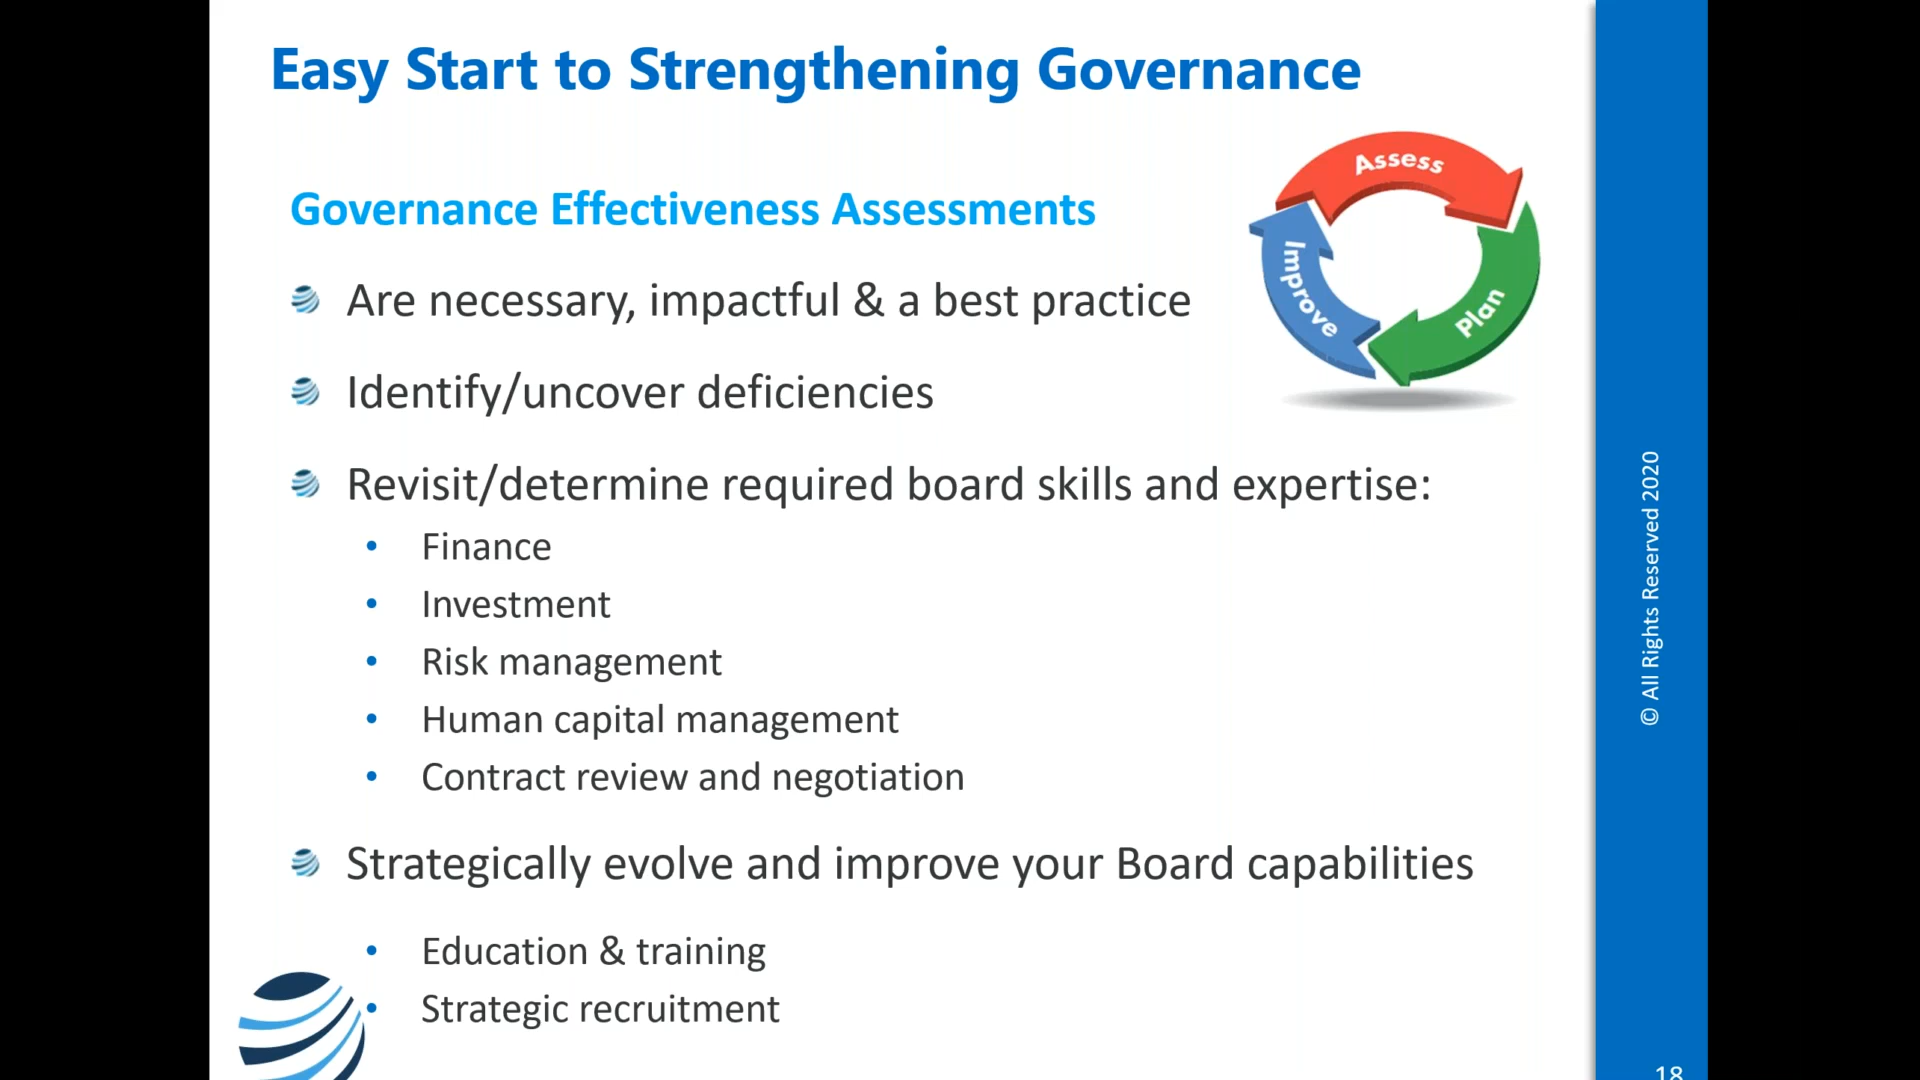 Easy Start to Strengthening Governance
Governance Effectiveness Assessments
Are necessary, impactful & a best practice
Identify/uncover deficiencies
Revisit/determine required board skills and expertise:
Finance
Investment
Risk management
Human capital management
Contract review and negotiation
Strategically evolve and improve your Board capabilities
Education & training
Strategic recruitment
Assess
Plan
Improve
© All Rights Reserved 2020
18